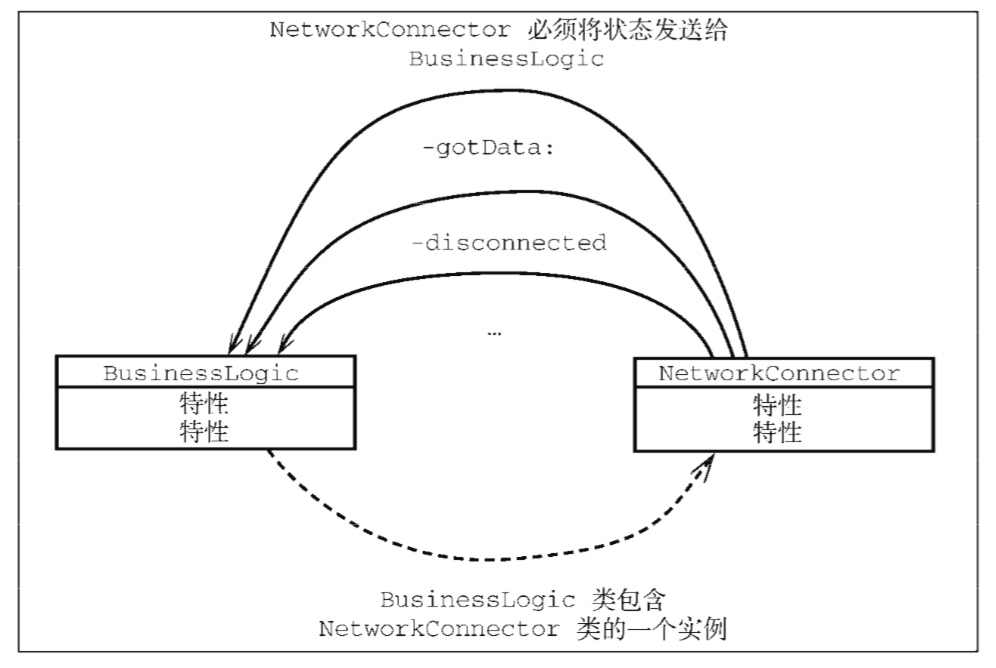 NetworkConnector 必须将状态发送给
BusinessLogic
-gotData:
-disconnected
…
BusinessLogic
特性
特性
NetworkConnector
特性
特性
BusinessLogic 类包含
NetworkConnector 类的一个实例